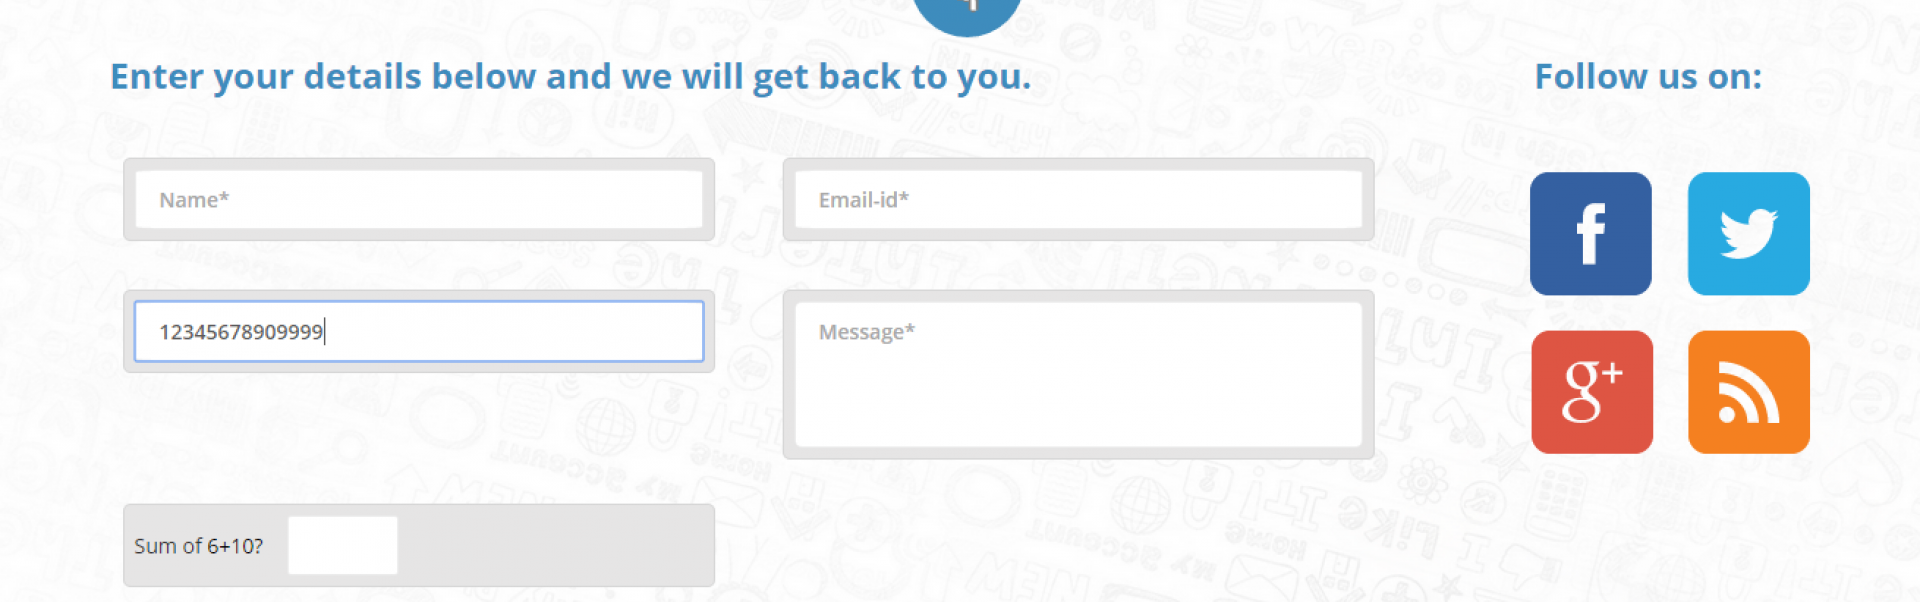 Enter your details below and we will get back to you.
Follow us on:
Name*
Email-id*
12345678909999
Message*
f
g+
Sum of 6+10?